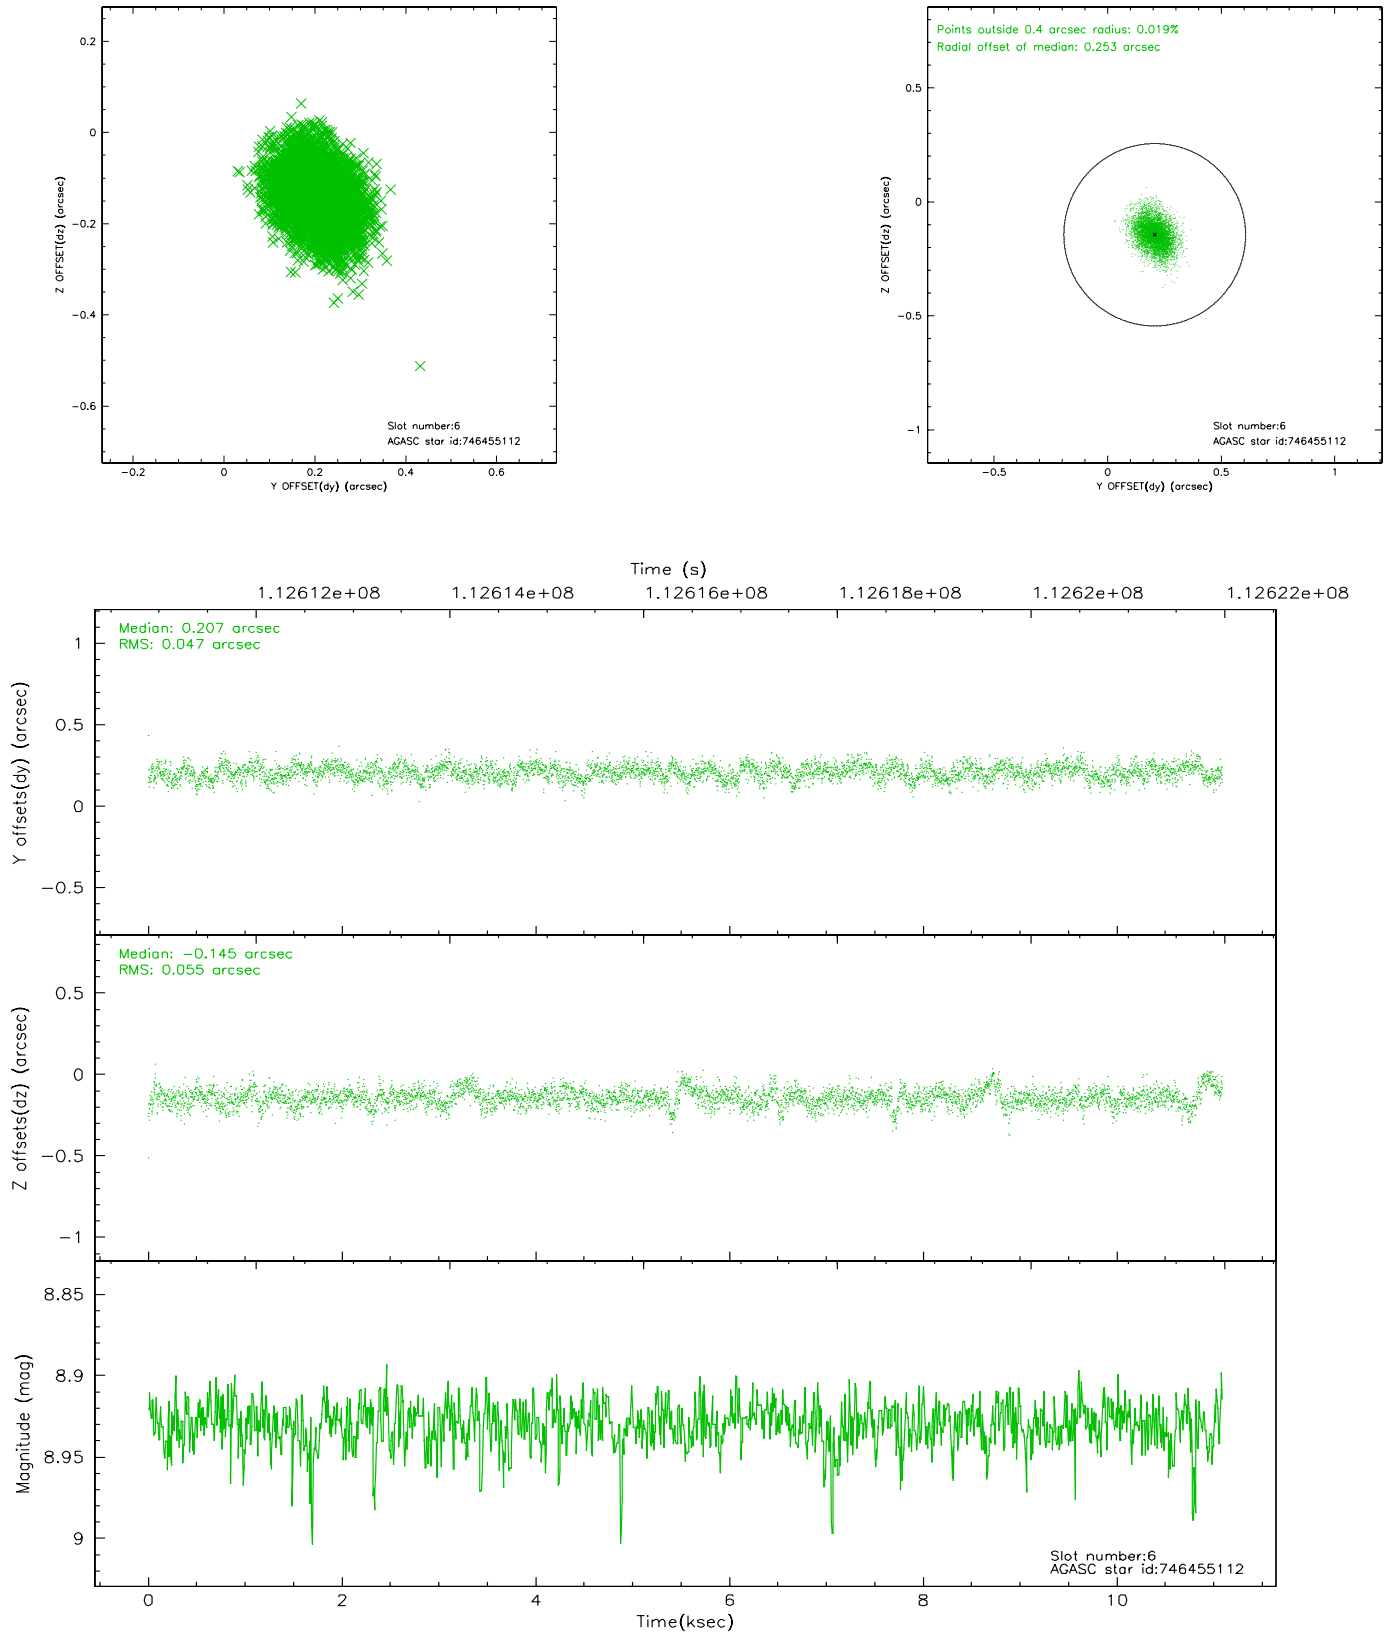 0.2
0
−0.2
−0.4
−0.6
Z OFFSET(dz) (arcsec)
Slot number:6
AGASC star id:746455112
−0.2 0 0.2 0.4 0.6
Y OFFSET(dy) (arcsec)
Points outside 0.4 arcsec radius: 0.019%
Radial offset of median: 0.253 arcsec
0.5
0
−0.5
−1
Z OFFSET(dz) (arcsec)
Slot number:6
AGASC star id:746455112
−0.5 0 0.5 1
Y OFFSET(dy) (arcsec)
Time (s)
1.12612e+08 1.12614e+08 1.12616e+08 1.12618e+08 1.1262e+08 1.12622e+08
Median: 0.207 arcsec
RMS: 0.047 arcsec
1
0.5
0
−0.5
Y offsets(dy) (arcsec)
Median: −0.145 arcsec
RMS: 0.055 arcsec
0.5
0
−0.5
−1
Z offsets(dz) (arcsec)
8.85
8.9
8.95
9
Magnitude (mag)
Slot number:6
AGASC star id:746455112
0 2 4 6 8 10
Time(ksec)